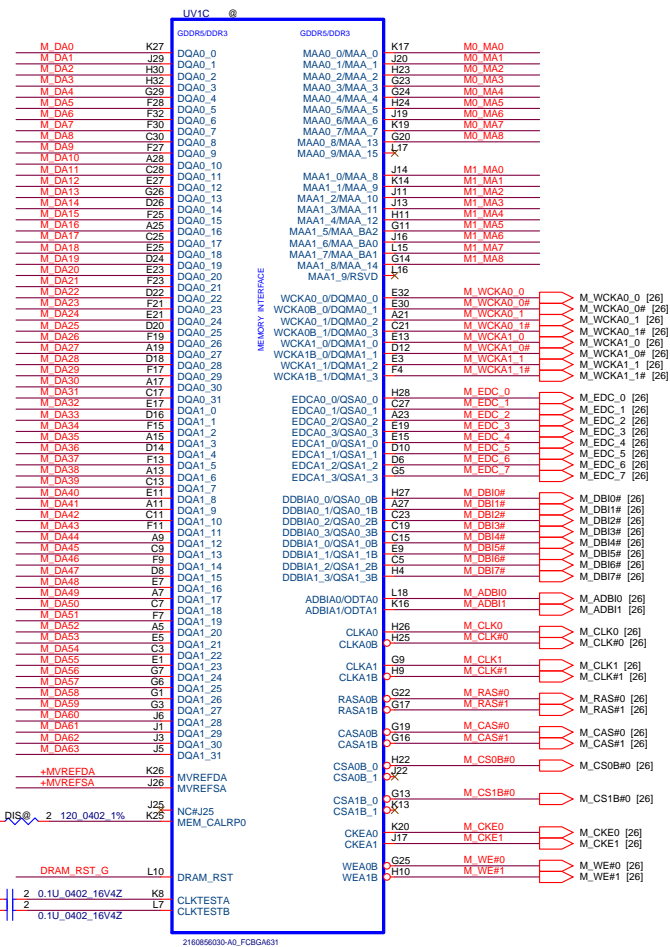 UV1C @
GDDR5/DDR3 GDDR5/DDR3
M_DA0 K27 DQA0_0
M_DA1 J29 DQA0_1
M_DA2 H30 DQA0_2
M_DA3 H32 DQA0_3
M_DA4 G29 DQA0_4
M_DA5 F28 DQA0_5
M_DA6 F32 DQA0_6
M_DA7 F30 DQA0_7
M_DA8 C30 DQA0_8
M_DA9 F27 DQA0_9
M_DA10 A28 DQA0_10
M_DA11 C28 DQA0_11
M_DA12 E27 DQA0_12
M_DA13 G26 DQA0_13
M_DA14 D26 DQA0_14
M_DA15 F25 DQA0_15
M_DA16 A25 DQA0_16
M_DA17 C25 DQA0_17
M_DA18 E25 DQA0_18
M_DA19 D24 DQA0_19
M_DA20 E23 DQA0_20
M_DA21 F23 DQA0_21
M_DA22 D22 DQA0_22
M_DA23 F21 DQA0_23
M_DA24 E21 DQA0_24
M_DA25 D20 DQA0_25
M_DA26 F19 DQA0_26
M_DA27 A19 DQA0_27
M_DA28 D18 DQA0_28
M_DA29 F17 DQA0_29
M_DA30 A17 DQA0_30
M_DA31 C17 DQA0_31
M_DA32 E17 DQA1_0
M_DA33 D16 DQA1_1
M_DA34 F15 DQA1_2
M_DA35 A15 DQA1_3
M_DA36 D14 DQA1_4
M_DA37 F13 DQA1_5
M_DA38 A13 DQA1_6
M_DA39 C13 DQA1_7
M_DA40 E11 DQA1_8
M_DA41 A11 DQA1_9
M_DA42 C11 DQA1_10
M_DA43 F11 DQA1_11
M_DA44 A9 DQA1_12
M_DA45 C9 DQA1_13
M_DA46 F9 DQA1_14
M_DA47 D8 DQA1_15
M_DA48 E7 DQA1_16
M_DA49 A7 DQA1_17
M_DA50 C7 DQA1_18
M_DA51 F7 DQA1_19
M_DA52 A5 DQA1_20
M_DA53 E5 DQA1_21
M_DA54 C3 DQA1_22
M_DA55 E1 DQA1_23
M_DA56 G7 DQA1_24
M_DA57 G6 DQA1_25
M_DA58 G1 DQA1_26
M_DA59 G3 DQA1_27
M_DA60 J6 DQA1_28
M_DA61 J1 DQA1_29
M_DA62 J3 DQA1_30
M_DA63 J5 DQA1_31
+MVREFDA K26 MVREFDA
+MVREFSA J26 MVREFSA
J25 NC#J25
DIS@ 2 120_0402_1% K25 MEM_CALRP0
DRAM_RST_G L10 DRAM_RST
2 0.1U_0402_16V4Z K8 CLKTESTA
2 0.1U_0402_16V4Z L7 CLKTESTB
MEMORY INTERFACE
MAA0_0/MAA_0 K17 M0_MA0
MAA0_1/MAA_1 J20 M0_MA1
MAA0_2/MAA_2 H23 M0_MA2
MAA0_3/MAA_3 G23 M0_MA3
MAA0_4/MAA_4 G24 M0_MA4
MAA0_5/MAA_5 H24 M0_MA5
MAA0_6/MAA_6 J19 M0_MA6
MAA0_7/MAA_7 K19 M0_MA7
MAA0_8/MAA_13 G20 M0_MA8
MAA0_9/MAA_15 L17
MAA1_0/MAA_8 J14 M1_MA0
MAA1_1/MAA_9 K14 M1_MA1
MAA1_2/MAA_10 J11 M1_MA2
MAA1_3/MAA_11 J13 M1_MA3
MAA1_4/MAA_12 H11 M1_MA4
MAA1_5/MAA_BA2 G11 M1_MA5
MAA1_6/MAA_BA0 J16 M1_MA6
MAA1_7/MAA_BA1 L15 M1_MA7
MAA1_8/MAA_14 G14 M1_MA8
MAA1_9/RSVD L16
WCKA0_0/DQMA0_0 E32 M_WCKA0_0 M_WCKA0_0 [26]
WCKA0B_0/DQMA0_1 E30 M_WCKA0_0# M_WCKA0_0# [26]
WCKA0_1/DQMA0_2 A21 M_WCKA0_1 M_WCKA0_1 [26]
WCKA0B_1/DQMA0_3 C21 M_WCKA0_1# M_WCKA0_1# [26]
WCKA1_0/DQMA1_0 E13 M_WCKA1_0 M_WCKA1_0 [26]
WCKA1B_0/DQMA1_1 D12 M_WCKA1_0# M_WCKA1_0# [26]
WCKA1_1/DQMA1_2 E3 M_WCKA1_1 M_WCKA1_1 [26]
WCKA1B_1/DQMA1_3 F4 M_WCKA1_1# M_WCKA1_1# [26]
EDCA0_0/QSA0_0 H28 M_EDC_0 M_EDC_0 [26]
EDCA0_1/QSA0_1 C27 M_EDC_1 M_EDC_1 [26]
EDCA0_2/QSA0_2 A23 M_EDC_2 M_EDC_2 [26]
EDCA0_3/QSA0_3 E19 M_EDC_3 M_EDC_3 [26]
EDCA1_0/QSA1_0 E15 M_EDC_4 M_EDC_4 [26]
EDCA1_1/QSA1_1 D10 M_EDC_5 M_EDC_5 [26]
EDCA1_2/QSA1_2 D6 M_EDC_6 M_EDC_6 [26]
EDCA1_3/QSA1_3 G5 M_EDC_7 M_EDC_7 [26]
DDBIA0_0/QSA0_0B H27 M_DBI0# M_DBI0# [26]
DDBIA0_1/QSA0_1B A27 M_DBI1# M_DBI1# [26]
DDBIA0_2/QSA0_2B C23 M_DBI2# M_DBI2# [26]
DDBIA0_3/QSA0_3B C19 M_DBI3# M_DBI3# [26]
DDBIA1_0/QSA1_0B C15 M_DBI4# M_DBI4# [26]
DDBIA1_1/QSA1_1B E9 M_DBI5# M_DBI5# [26]
DDBIA1_2/QSA1_2B C5 M_DBI6# M_DBI6# [26]
DDBIA1_3/QSA1_3B H4 M_DBI7# M_DBI7# [26]
ADBIA0/ODTA0 L18 M_ADBI0 M_ADBI0 [26]
ADBIA1/ODTA1 K16 M_ADBI1 M_ADBI1 [26]
CLKA0 H26 M_CLK0 M_CLK0 [26]
CLKA0B H25 M_CLK#0 M_CLK#0 [26]
CLKA1 G9 M_CLK1 M_CLK1 [26]
CLKA1B H9 M_CLK#1 M_CLK#1 [26]
RASA0B G22 M_RAS#0 M_RAS#0 [26]
RASA1B G17 M_RAS#1 M_RAS#1 [26]
CASA0B G19 M_CAS#0 M_CAS#0 [26]
CASA1B G16 M_CAS#1 M_CAS#1 [26]
CSA0B_0 H22 M_CS0B#0 M_CS0B#0 [26]
CSA0B_1 J22
CSA1B_0 G13 M_CS1B#0 M_CS1B#0 [26]
CSA1B_1 K13
CKEA0 K20 M_CKE0 M_CKE0 [26]
CKEA1 J17 M_CKE1 M_CKE1 [26]
WEA0B G25 M_WE#0 M_WE#0 [26]
WEA1B H10 M_WE#1 M_WE#1 [26]
2160856030-A0_FCBGA631